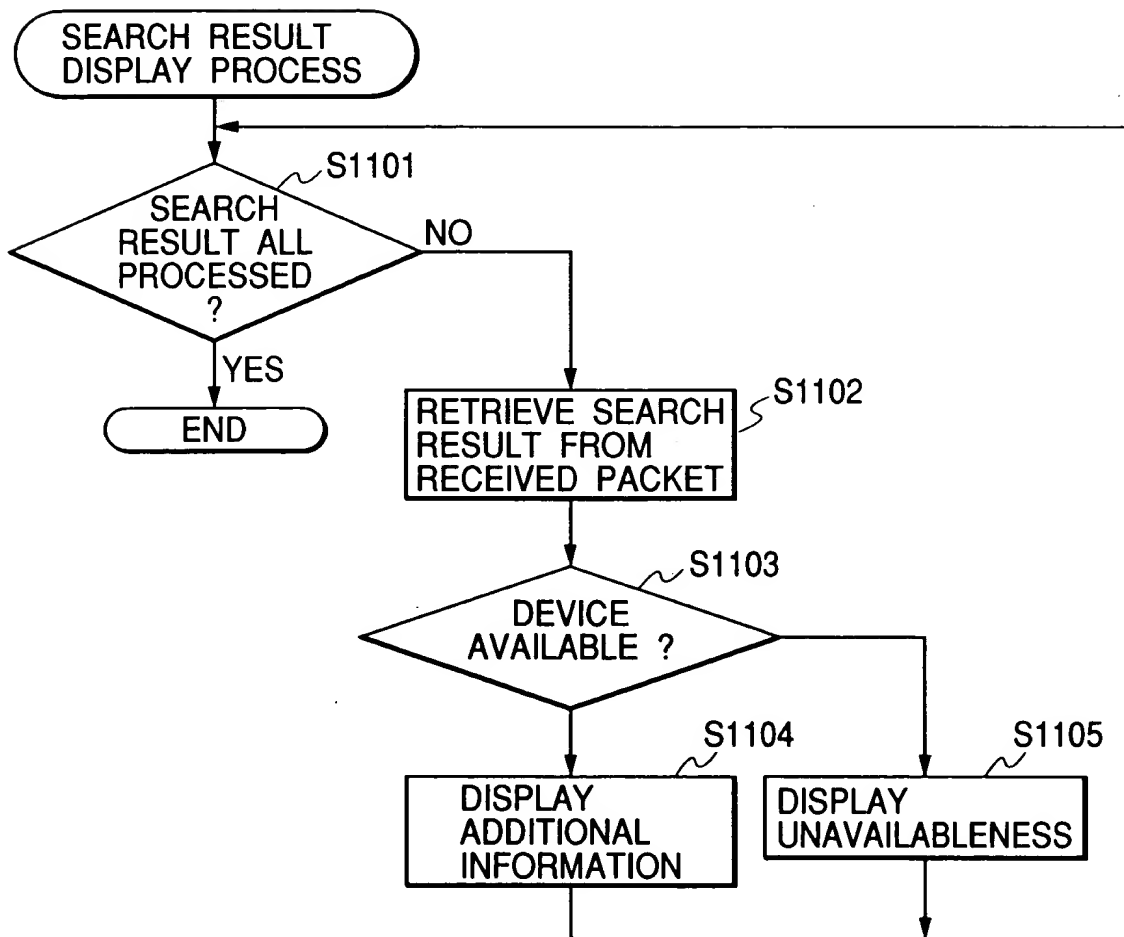 SEARCH RESULT
DISPLAY PROCESS
S1101
SEARCH
RESULT ALL
PROCESSED
?
NO
YES
END
S1102
RETRIEVE SEARCH
RESULT FROM
RECEIVED PACKET
S1103
DEVICE
AVAILABLE ?
S1104
DISPLAY
ADDITIONAL
INFORMATION
S1105
DISPLAY
UNAVAILABLENESS